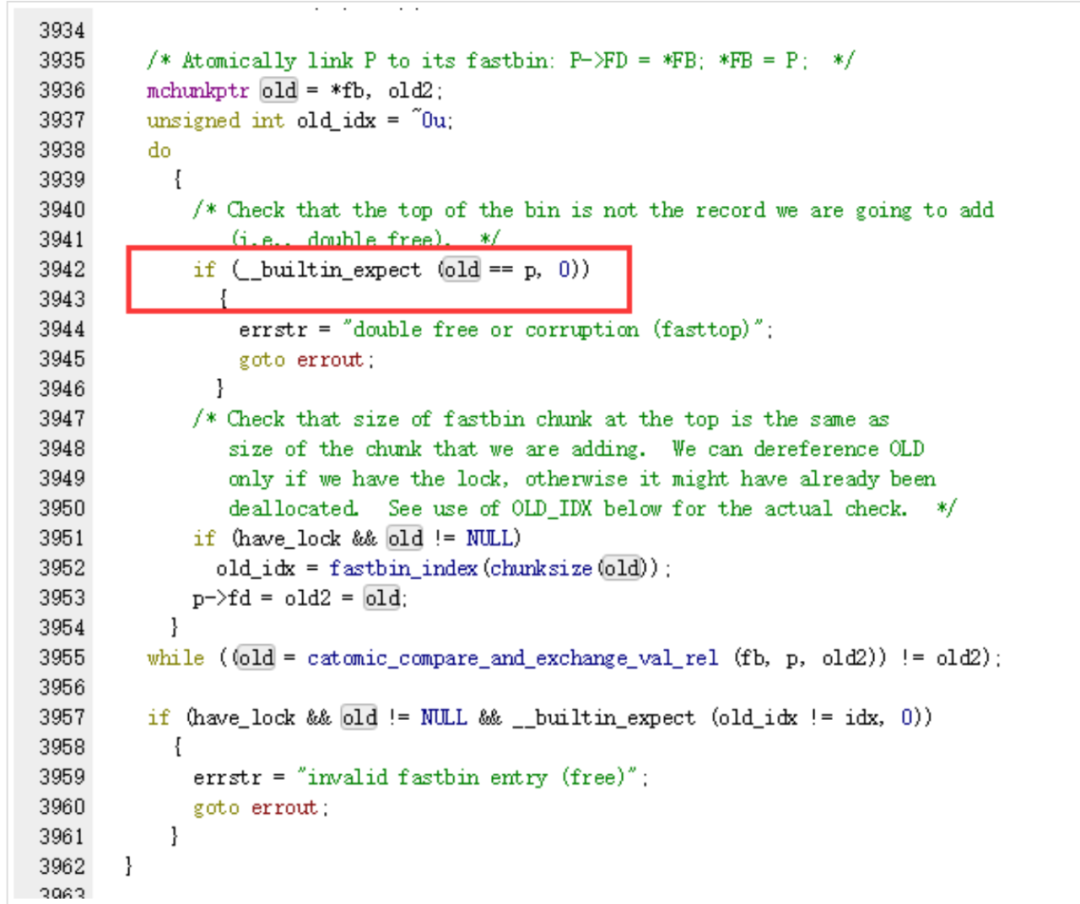 3934
3935 /* Atomically link P to its fastbin: P->FD = *FB; *FB = P; */
3936 mchunkptr old = *fb, old2;
3937 unsigned int old_idx = ~0u;
3938 do
3939 {
3940 /* Check that the top of the bin is not the record we are going to add
3941 (i.e., double free). */
3942 if (__builtin_expect (old == p, 0))
3943 {
3944 errstr = "double free or corruption (fasttop)";
3945 goto errout;
3946 }
3947 /* Check that size of fastbin chunk at the top is the same as
3948 size of the chunk that we are adding. We can dereference OLD
3949 only if we have the lock, otherwise it might have already been
3950 deallocated. See use of OLD_IDX below for the actual check. */
3951 if (have_lock && old != NULL)
3952 old_idx = fastbin_index(chunksize(old));
3953 p->fd = old2 = old;
3954 }
3955 while ((old = catomic_compare_and_exchange_val_rel (fb, p, old2)) != old2);
3956
3957 if (have_lock && old != NULL && __builtin_expect (old_idx != idx, 0))
3958 {
3959 errstr = "invalid fastbin entry (free)";
3960 goto errout;
3961 }
3962 }
3963